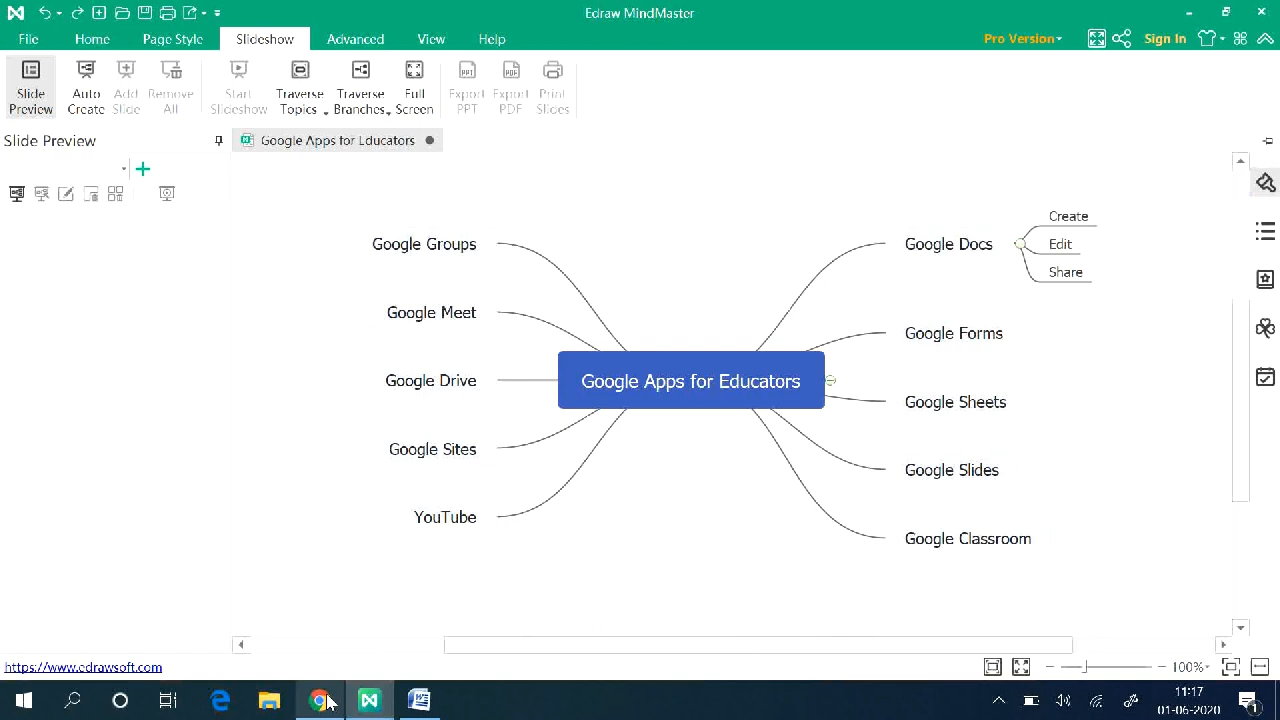 Edraw MindMaster
File Home Page Style Slideshow Advanced View Help Pro Version Sign In
Slide Preview
Auto Create
Add Slide
Remove All
Start Slideshow
Traverse Topics
Traverse Branches
Full Screen
Export PPT
Export PDF
Print Slides
Slide Preview
Google Apps for Educators
Google Groups
Google Meet
Google Drive
Google Sites
YouTube
Google Apps for Educators
Google Docs
Create
Edit
Share
Google Forms
Google Sheets
Google Slides
Google Classroom
https://www.edrawsoft.com
100%
11:17
01-06-2020
1